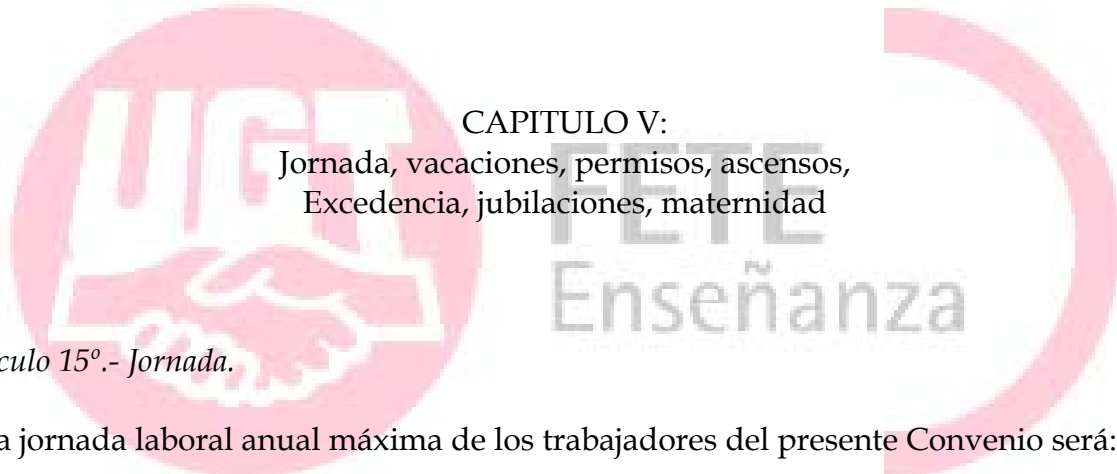 CAPITULO V:
Jornada, vacaciones, permisos, ascensos,
Excedencia, jubilaciones, maternidad
UGT
FETE
Enseñanza
culo 15º.- Jornada.
a jornada laboral anual máxima de los trabajadores del presente Convenio será: